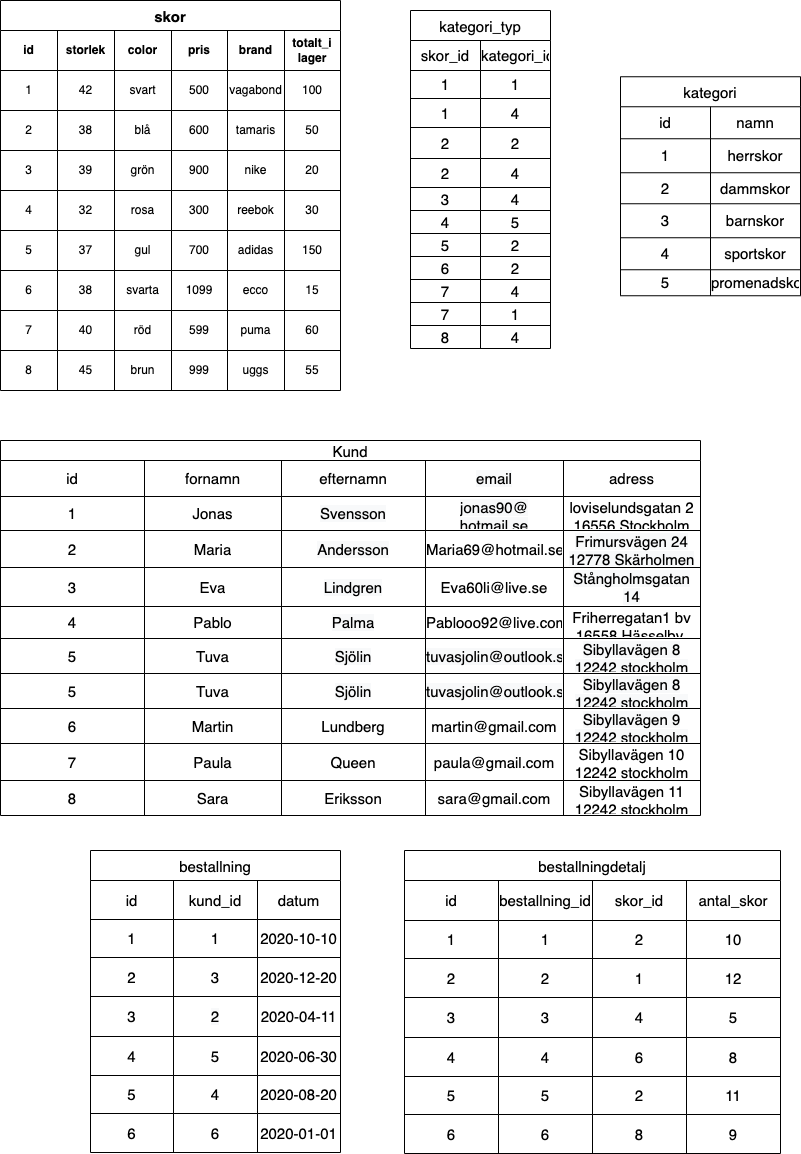 skor
id storlek color pris brand totalt_i lager
1 42 svart 500 vagabond 100
2 38 blå 600 tamaris 50
3 39 grön 900 nike 20
4 32 rosa 300 reebok 30
5 37 gul 700 adidas 150
6 38 svarta 1099 ecco 15
7 40 röd 599 puma 60
8 45 brun 999 uggs 55
kategori_typ
skor_id kategori_id
1 1
1 4
2 2
2 4
3 4
4 5
5 2
6 2
7 4
7 1
8 4
kategori
id namn
1 herrskor
2 dammskor
3 barnskor
4 sportskor
5 promenadsko
Kund
id fornamn efternamn email adress
1 Jonas Svensson jonas90@ hotmail.se loviselundsgatan 2 16556 Stockholm
2 Maria Andersson Maria69@hotmail.se Frimursvägen 24 12778 Skärholmen
3 Eva Lindgren Eva60li@live.se Stångholmsgatan 14
4 Pablo Palma Pablooo92@live.com Friherregatan1 bv 16558 Hässelby
5 Tuva Sjölin tuvasjolin@outlook.s Sibyllavägen 8 12242 stockholm
5 Tuva Sjölin tuvasjolin@outlook.s Sibyllavägen 8 12242 stockholm
6 Martin Lundberg martin@gmail.com Sibyllavägen 9 12242 stockholm
7 Paula Queen paula@gmail.com Sibyllavägen 10 12242 stockholm
8 Sara Eriksson sara@gmail.com Sibyllavägen 11 12242 stockholm
bestallning
id kund_id datum
1 1 2020-10-10
2 3 2020-12-20
3 2 2020-04-11
4 5 2020-06-30
5 4 2020-08-20
6 6 2020-01-01
bestallningdetalj
id bestallning_id skor_id antal_skor
1 1 2 10
2 2 1 12
3 3 4 5
4 4 6 8
5 5 2 11
6 6 8 9